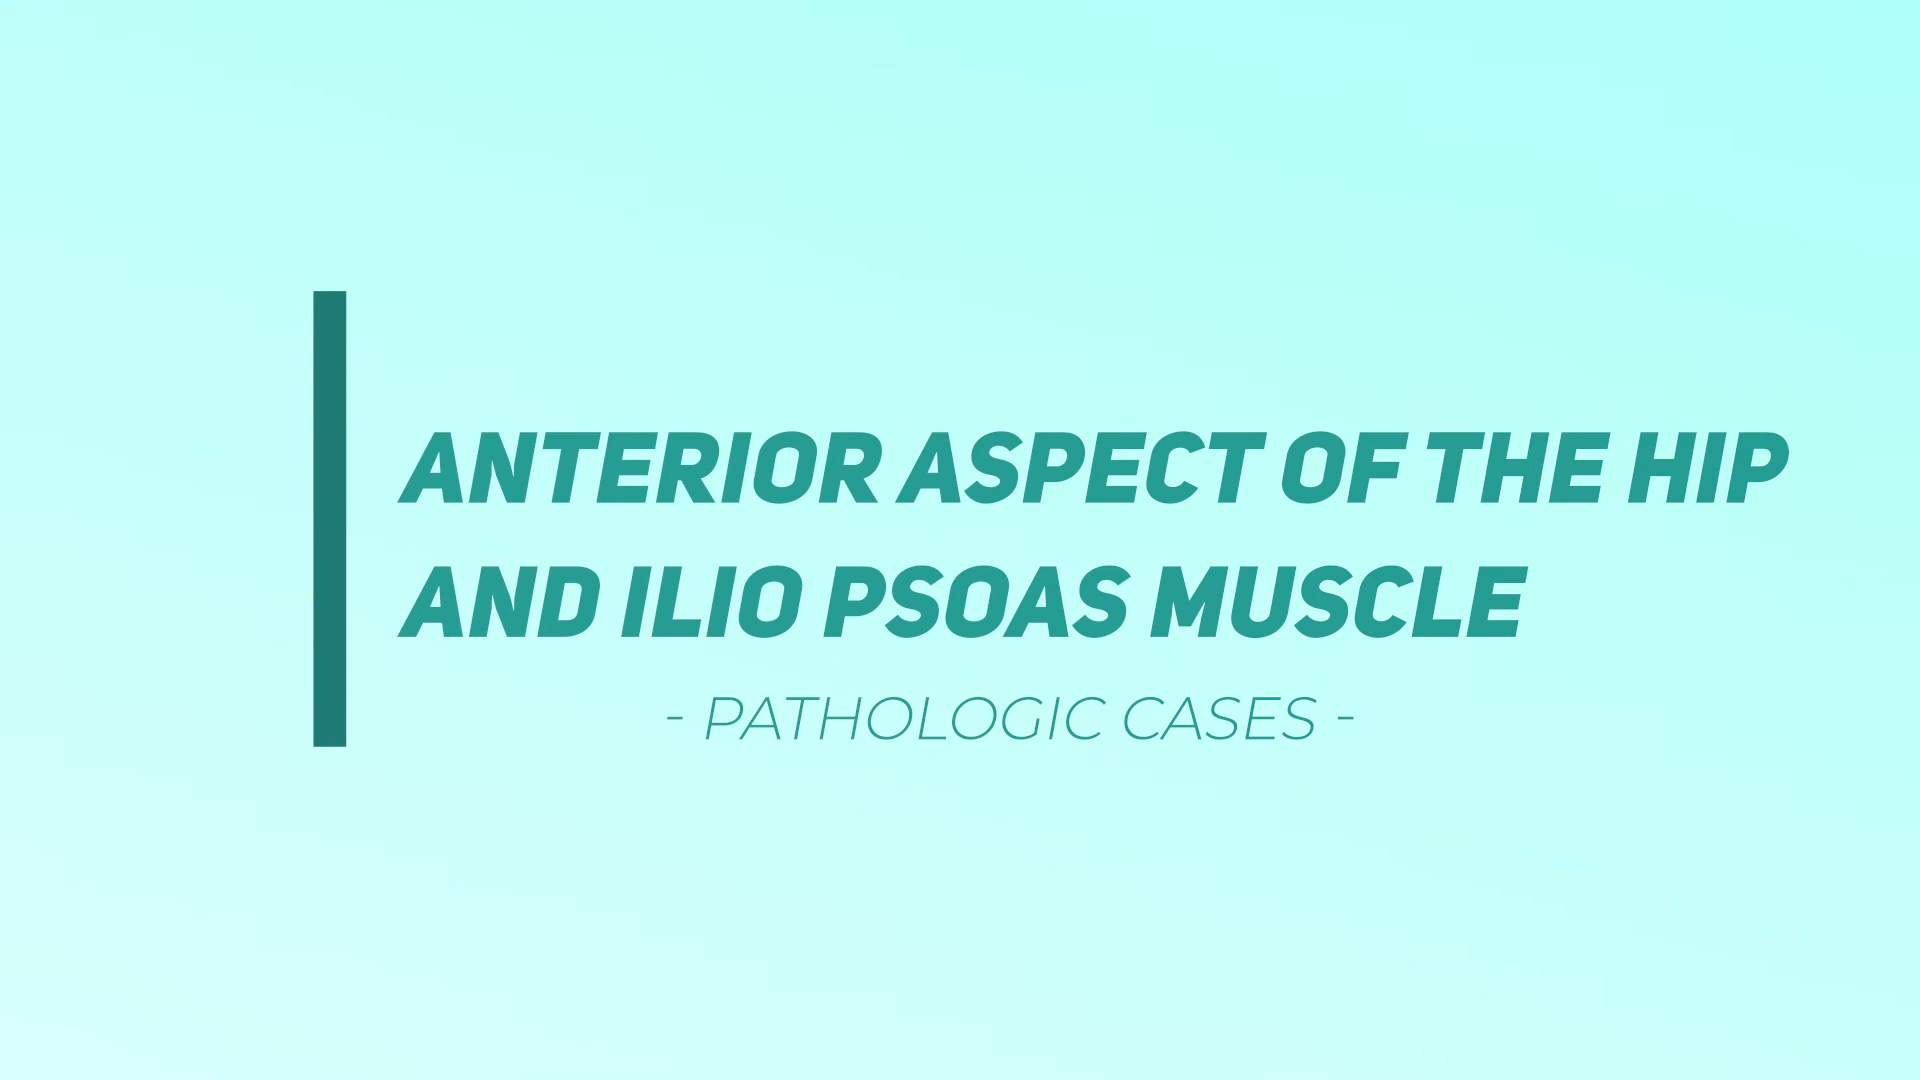 ANTERIOR ASPECT OF THE HIP
AND ILIO PSOAS MUSCLE
- PATHOLOGIC CASES -